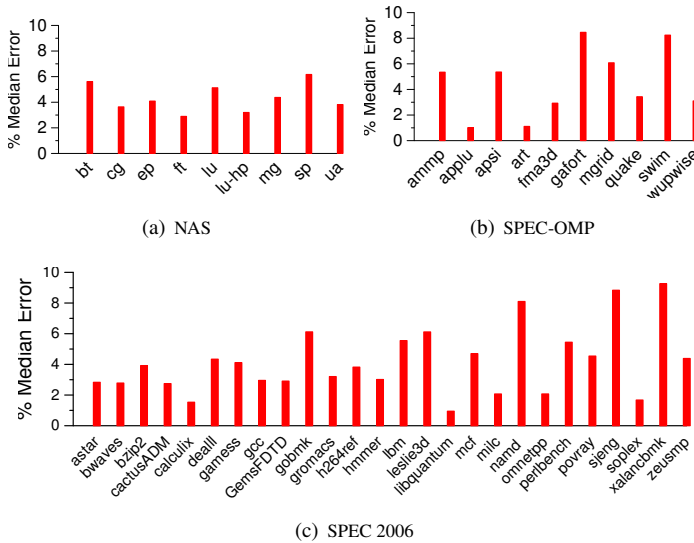 % Median Error
10
8
6
4
2
0
bt
cg
ep
ft
lu
lu-hp
mg
sp
ua
(a) NAS
% Median Error
10
8
6
4
2
0
ammp
applu
apsi
art
fma3d
gafort
mgrid
quake
swim
wupwise
(b) SPEC-OMP
% Median Error
10
8
6
4
2
0
astar
bwaves
bzip2
cactusADM
calculix
dealII
gamess
gcc
GemsFDTD
gobmk
gromacs
h264ref
hmmer
lbm
leslie3d
libquantum
mcf
milc
namd
omnetpp
perlbench
povray
sjeng
soplex
xalancbmk
zeusmp
(c) SPEC 2006